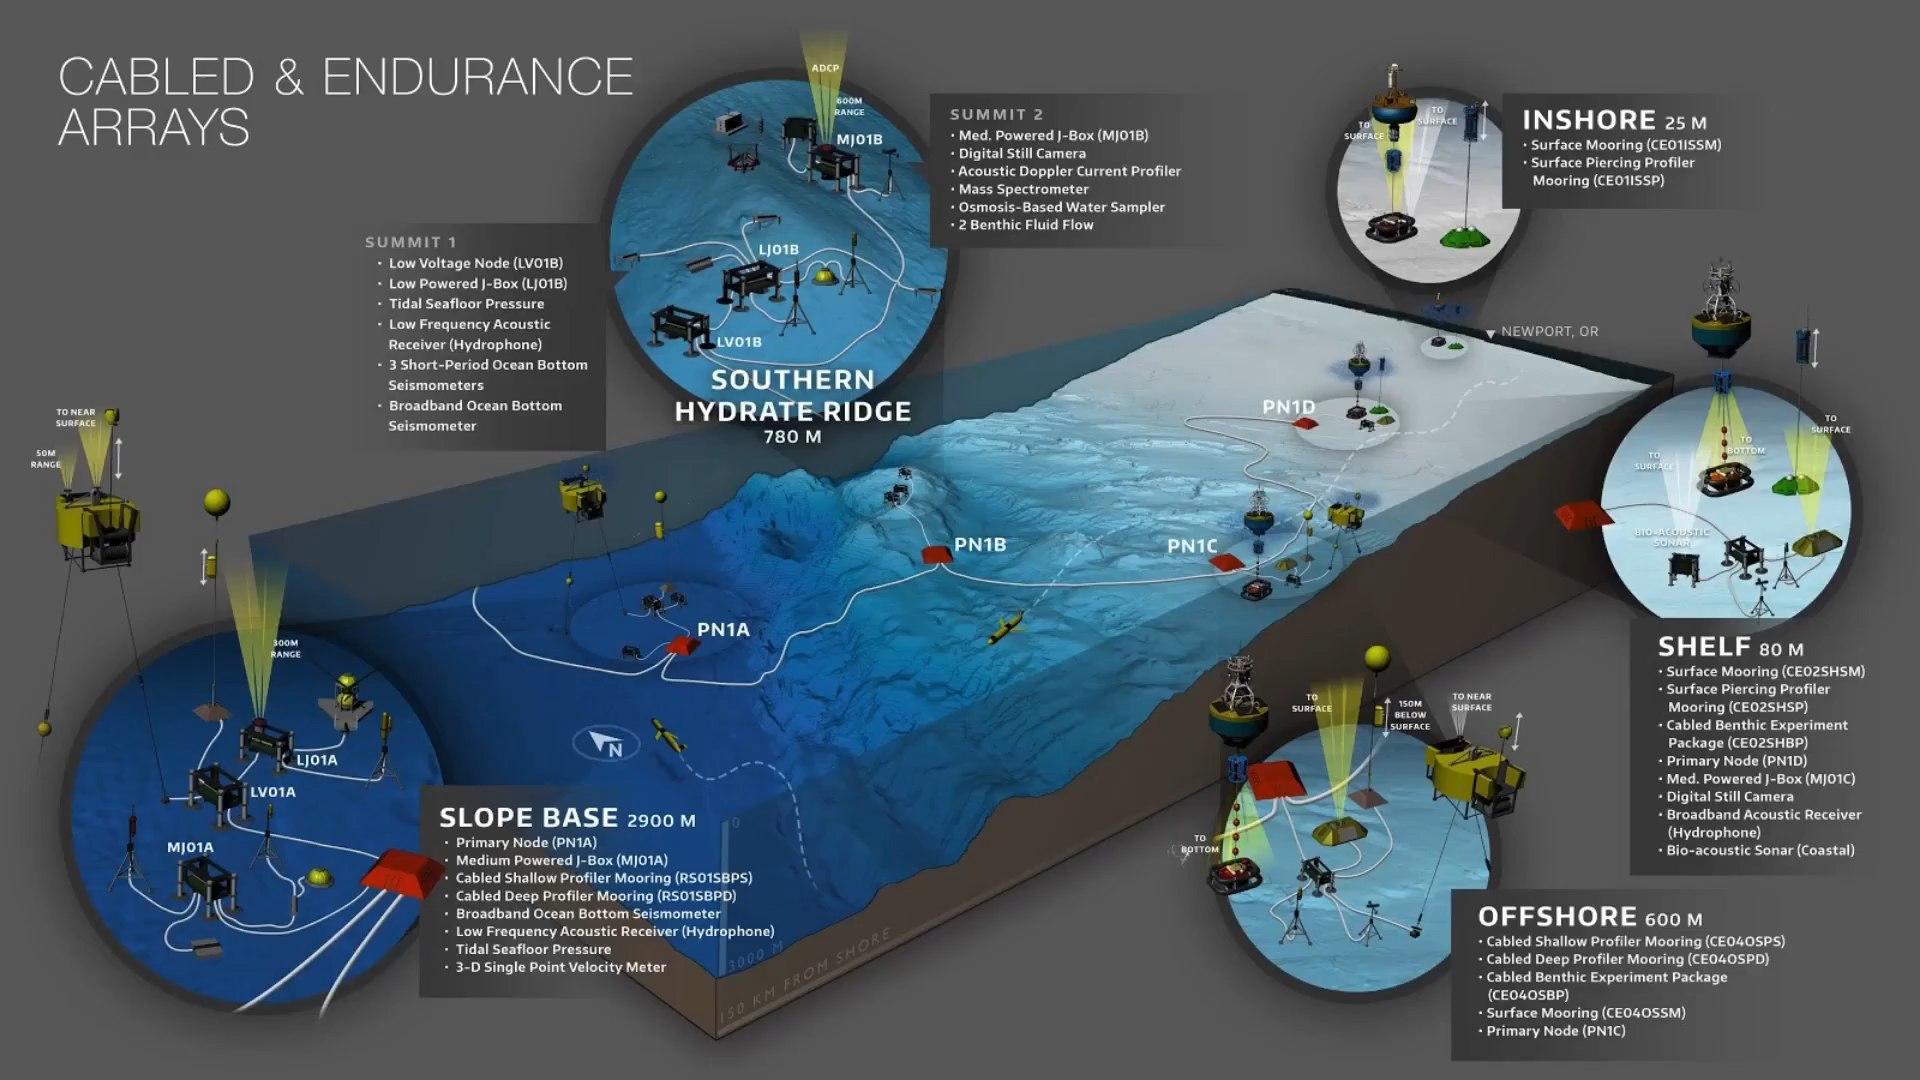 CABLED & ENDURANCE
ARRAYS
ADCP
600M
RANGE
MJ01B
LJ01B
LV01B
SOUTHERN
HYDRATE RIDGE
780 M
SUMMIT 1
· Low Voltage Node (LV01B)
· Low Powered J-Box (LJ01B)
· Tidal Seafloor Pressure
· Low Frequency Acoustic
Receiver (Hydrophone)
· 3 Short-Period Ocean Bottom
Seismometers
· Broadband Ocean Bottom
Seismometer
SUMMIT 2
· Med. Powered J-Box (MJ01B)
· Digital Still Camera
· Acoustic Doppler Current Profiler
· Mass Spectrometer
· Osmosis-Based Water Sampler
· 2 Benthic Fluid Flow
TO
SURFACE
TO
SURFACE
INSHORE 25 M
· Surface Mooring (CE01ISSM)
· Surface Piercing Profiler
Mooring (CE01ISSP)
NEWPORT, OR
PN1D
PN1B
PN1C
PN1A
N
0
3000 M
150 KM FROM SHORE
TO NEAR
SURFACE
50M
RANGE
300M
RANGE
LJ01A
LV01A
MJ01A
SLOPE BASE 2900 M
· Primary Node (PN1A)
· Medium Powered J-Box (MJ01A)
· Cabled Shallow Profiler Mooring (RS01SBPS)
· Cabled Deep Profiler Mooring (RS01SBPD)
· Broadband Ocean Bottom Seismometer
· Low Frequency Acoustic Receiver (Hydrophone)
· Tidal Seafloor Pressure
· 3-D Single Point Velocity Meter
TO
SURFACE
TO
BOTTOM
TO
SURFACE
BIO-ACOUSTIC
SONAR
SHELF 80 M
· Surface Mooring (CE02SHSM)
· Surface Piercing Profiler
Mooring (CE02SHSP)
· Cabled Benthic Experiment
Package (CE02SHBP)
· Primary Node (PN1D)
· Med. Powered J-Box (MJ01C)
· Digital Still Camera
· Broadband Acoustic Receiver
(Hydrophone)
· Bio-acoustic Sonar (Coastal)
TO
SURFACE
150M
BELOW
SURFACE
TO NEAR
SURFACE
TO
BOTTOM
OFFSHORE 600 M
· Cabled Shallow Profiler Mooring (CE04OSPS)
· Cabled Deep Profiler Mooring (CE04OSPD)
· Cabled Benthic Experiment Package
(CE04OSBP)
· Surface Mooring (CE04OSSM)
· Primary Node (PN1C)